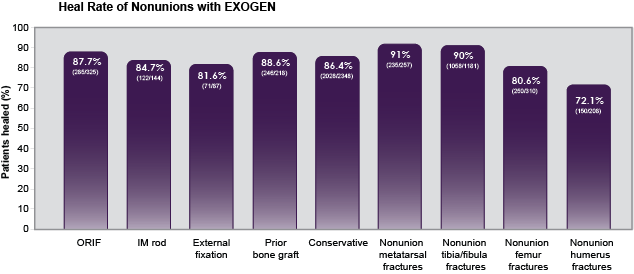 Heal Rate of Nonunions with EXOGEN
Patients healed (%)
100
90
80
70
60
50
40
30
20
10
0
87.7%
(285/325)
84.7%
(122/144)
81.6%
(71/87)
88.6%
(246/218)
86.4%
(2028/2348)
91%
(235/257)
90%
(1058/1181)
80.6%
(250/310)
72.1%
(150/208)
ORIF
IM rod
External
fixation
Prior
bone graft
Conservative
Nonunion
metatarsal
fractures
Nonunion
tibia/fibula
fractures
Nonunion
femur
fractures
Nonunion
humerus
fractures